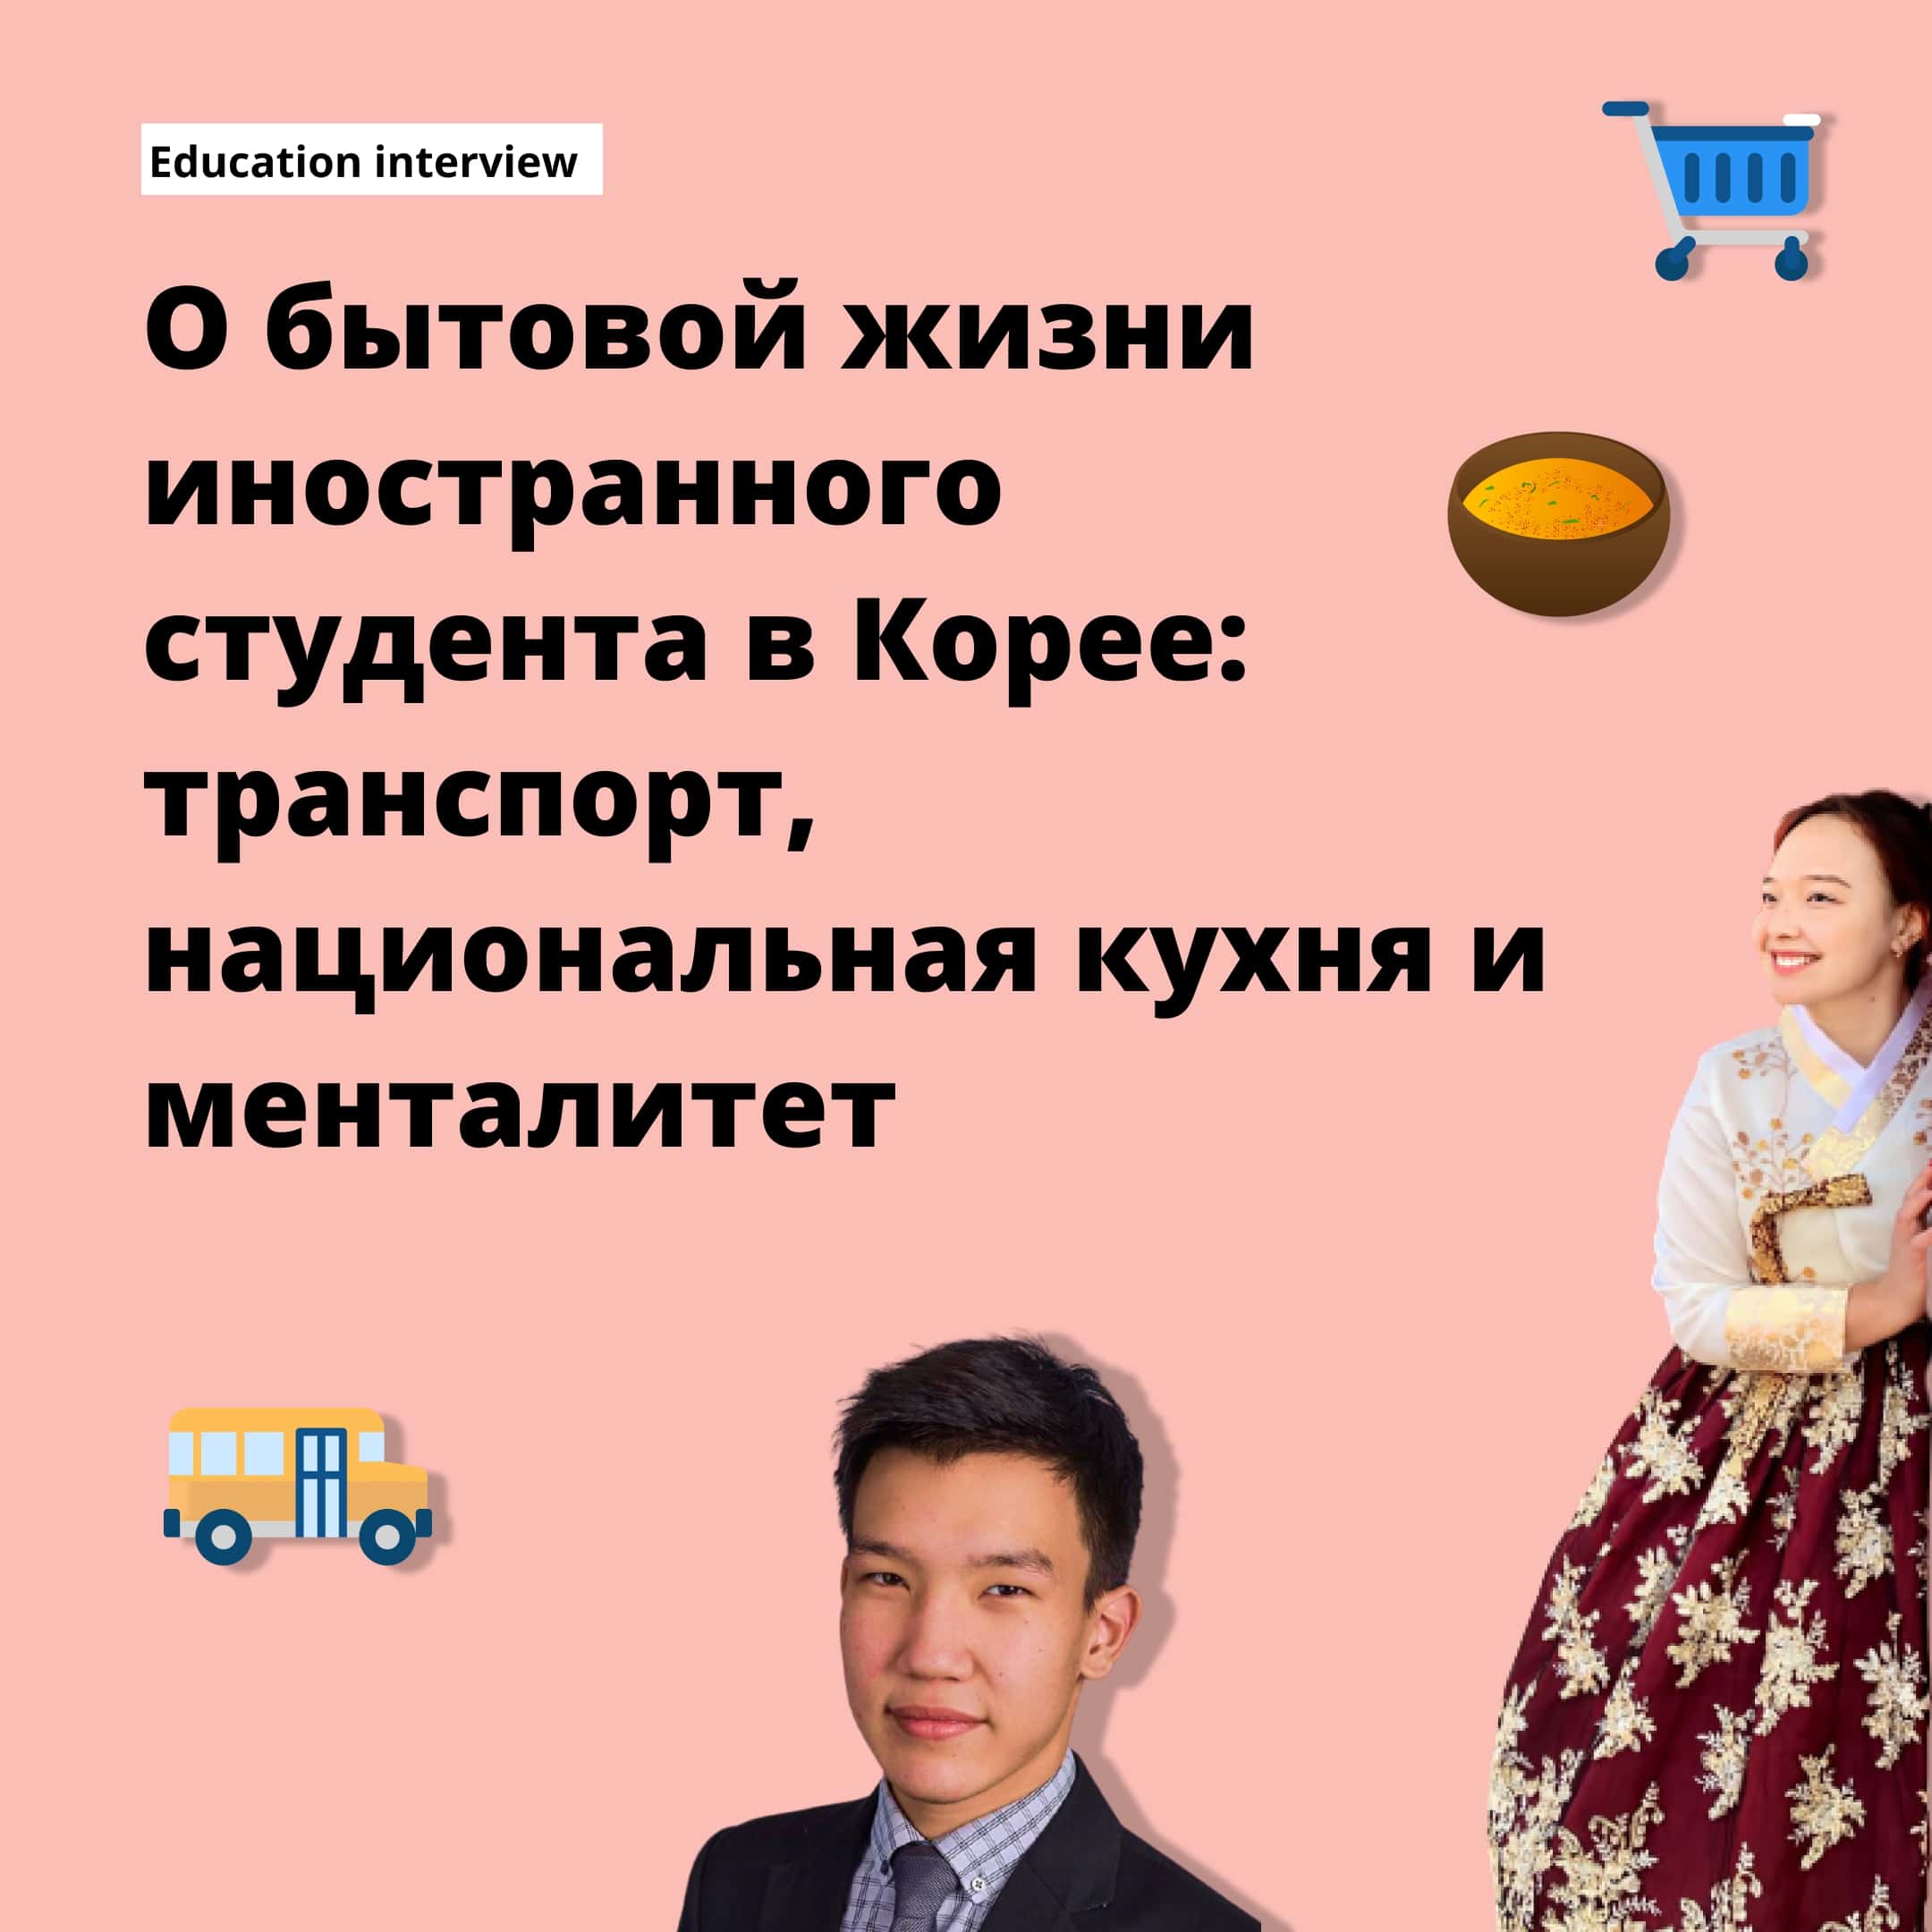 Education interview
О бытовой жизни
иностранного
студента в Корее:
транспорт,
национальная кухня и
менталитет